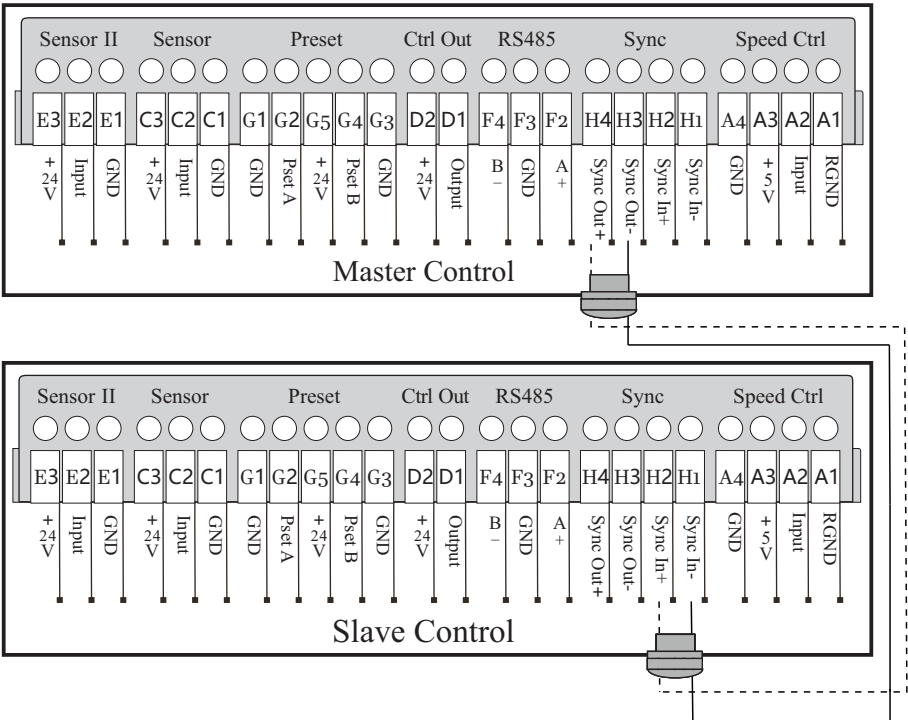 Sensor II Sensor Preset Ctrl Out RS485 Sync Speed Ctrl
E3 E2 E1 C3 C2 C1 G1 G2 G5 G4 G3 D2 D1 F4 F3 F2 H4 H3 H2 H1 A4 A3 A2 A1
+24V Input GND +24V Input GND GND Pset A +24V Pset B GND +24V Output B- GND A+ Sync Out+ Sync Out- Sync In+ Sync In- GND +5V Input RGND
Master Control
Sensor II Sensor Preset Ctrl Out RS485 Sync Speed Ctrl
E3 E2 E1 C3 C2 C1 G1 G2 G5 G4 G3 D2 D1 F4 F3 F2 H4 H3 H2 H1 A4 A3 A2 A1
+24V Input GND +24V Input GND GND Pset A +24V Pset B GND +24V Output B- GND A+ Sync Out+ Sync Out- Sync In+ Sync In- GND +5V Input RGND
Slave Control